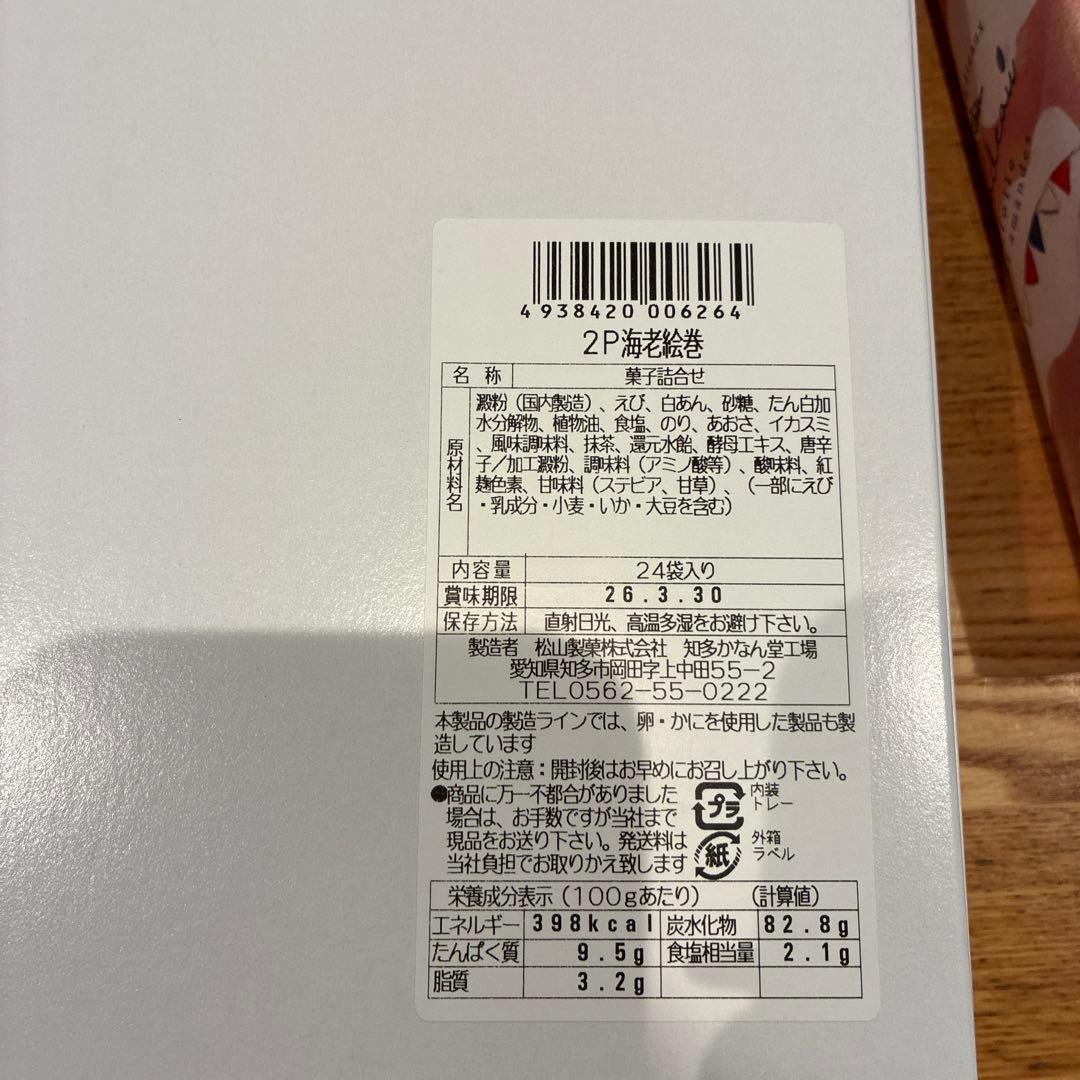 4 938420 006264
2P海老絵巻
名 称 菓子詰合せ
原材料名
澱粉（国内製造）、えび、白あん、砂糖、たん白加
水分解物、植物油、食塩、のり、あおさ、イカスミ
、風味調味料、抹茶、還元水飴、酵母エキス、唐辛
子／加工澱粉、調味料（アミノ酸等）、酸味料、紅
麹色素、甘味料（ステビア、甘草）、（一部にえび
・乳成分・小麦・いか・大豆を含む）
内容量 24袋入り
賞味期限 26.3.30
保存方法 直射日光、高温多湿をお避け下さい。
製造者 松山製菓株式会社 知多かなん堂工場
愛知県知多市岡田字上中田55-2
TEL0562-55-0222
本製品の製造ラインでは、卵・かにを使用した製品も製
造しています
使用上の注意：開封後はお早めにお召し上がり下さい。
●商品に万一不都合がありました
場合は、お手数ですが当社まで
現品をお送り下さい。発送料は
当社負担でお取りかえ致します
プラ 内装
トレー
紙 外箱
ラベル
栄養成分表示（100gあたり） （計算値）
エネルギー 398kcal 炭水化物 82.8g
たんぱく質 9.5g 食塩相当量 2.1g
脂質 3.2g